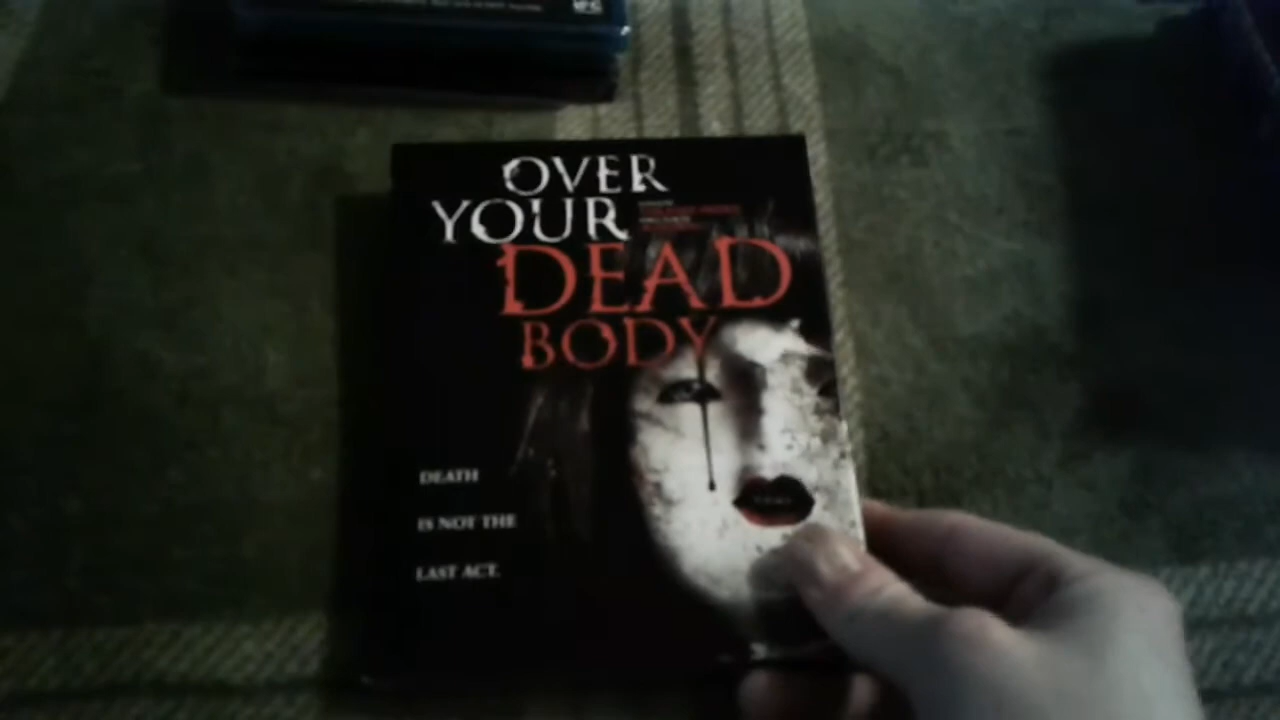 OVER
YOUR
DEAD
BODY
DEATH
IS NOT THE
LAST ACT.